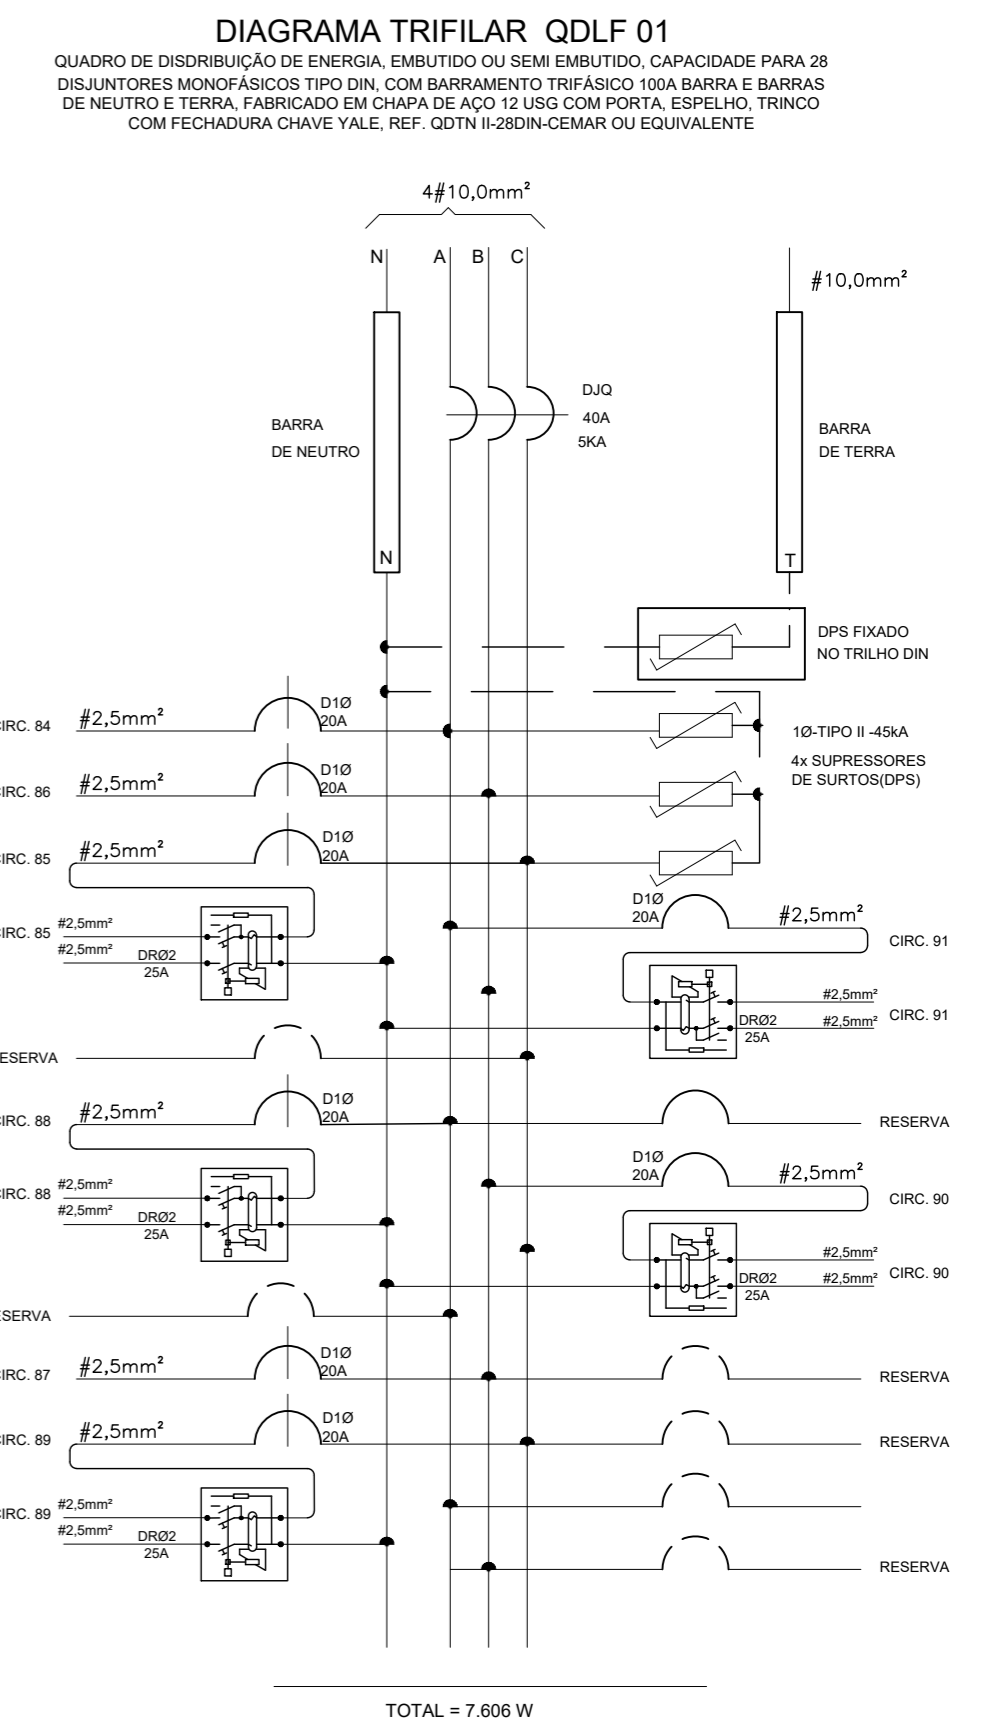 DIAGRAMA TRIFILAR QDLF 01
QUADRO DE DISDRIBUIÇÃO DE ENERGIA, EMBUTIDO OU SEMI EMBUTIDO, CAPACIDADE PARA 28
DISJUNTORES MONOFÁSICOS TIPO DIN, COM BARRAMENTO TRIFÁSICO 100A BARRA E BARRAS
DE NEUTRO E TERRA, FABRICADO EM CHAPA DE AÇO 12 USG COM PORTA, ESPELHO, TRINCO
COM FECHADURA CHAVE YALE, REF. QDTN II-28DIN-CEMAR OU EQUIVALENTE
4#10,0mm²
N A B C
#10,0mm²
DJQ
40A
5KA
BARRA
DE NEUTRO
BARRA
DE TERRA
N
T
DPS FIXADO
NO TRILHO DIN
CIRC. 84 #2,5mm² D1Ø
20A
1Ø-TIPO II -45kA
4x SUPRESSORES
DE SURTOS(DPS)
CIRC. 86 #2,5mm² D1Ø
20A
CIRC. 85 #2,5mm² D1Ø
20A
CIRC. 85 #2,5mm²
#2,5mm² DRØ2
25A
D1Ø
20A #2,5mm²
CIRC. 91
#2,5mm²
DRØ2 #2,5mm² CIRC. 91
25A
ESERVA
CIRC. 88 #2,5mm² D1Ø
20A
RESERVA
CIRC. 88 #2,5mm²
#2,5mm² DRØ2
25A
D1Ø
20A #2,5mm²
CIRC. 90
#2,5mm²
DRØ2 #2,5mm² CIRC. 90
25A
ESERVA
CIRC. 87 #2,5mm² D1Ø
20A
RESERVA
CIRC. 89 #2,5mm² D1Ø
20A
RESERVA
CIRC. 89 #2,5mm²
#2,5mm² DRØ2
25A
RESERVA
TOTAL = 7.606 W